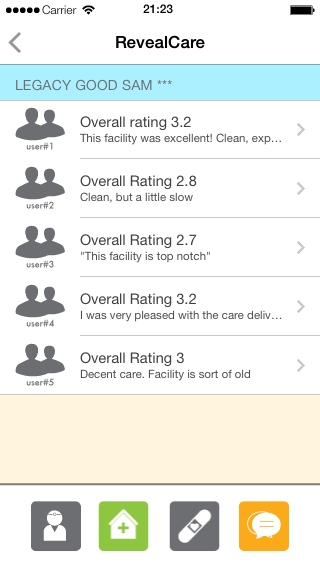 Carrier 21:23
RevealCare
LEGACY GOOD SAM ***
Overall rating 3.2
This facility was excellent! Clean, exp…
user#1
Overall Rating 2.8
Clean, but a little slow
user#2
Overall Rating 2.7
"This facility is top notch"
user#3
Overall Rating 3.2
I was very pleased with the care deliv…
user#4
Overall Rating 3
Decent care. Facility is sort of old
user#5